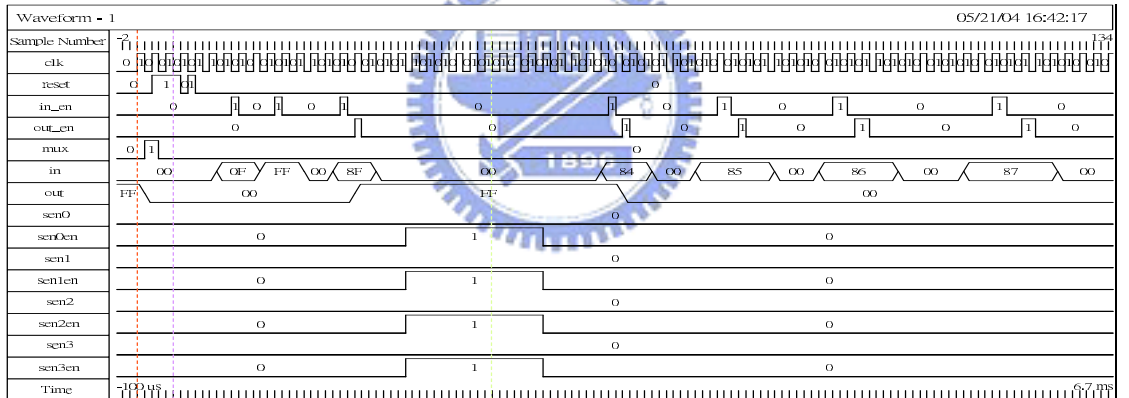 Waveform - 1 05/21/04 16:42:17
Sample Number -2 134
clk 0
reset 0 1 0 1 0
in_en 0 1 0 1 0 1 0 1 0 1 0 1 0 1 0
out_en 0 0 1 0 1 0 1 0 1 0
mux 0 1 0
in 00 0F FF 00 8F 00 84 00 85 00 86 00 87 00
out FF 00 FF 00
sen0 0
sen0en 0 1 0
sen1 0
sen1en 0 1 0
sen2 0
sen2en 0 1 0
sen3 0
sen3en 0 1 0
Time -100 us 6.7 ms
1896